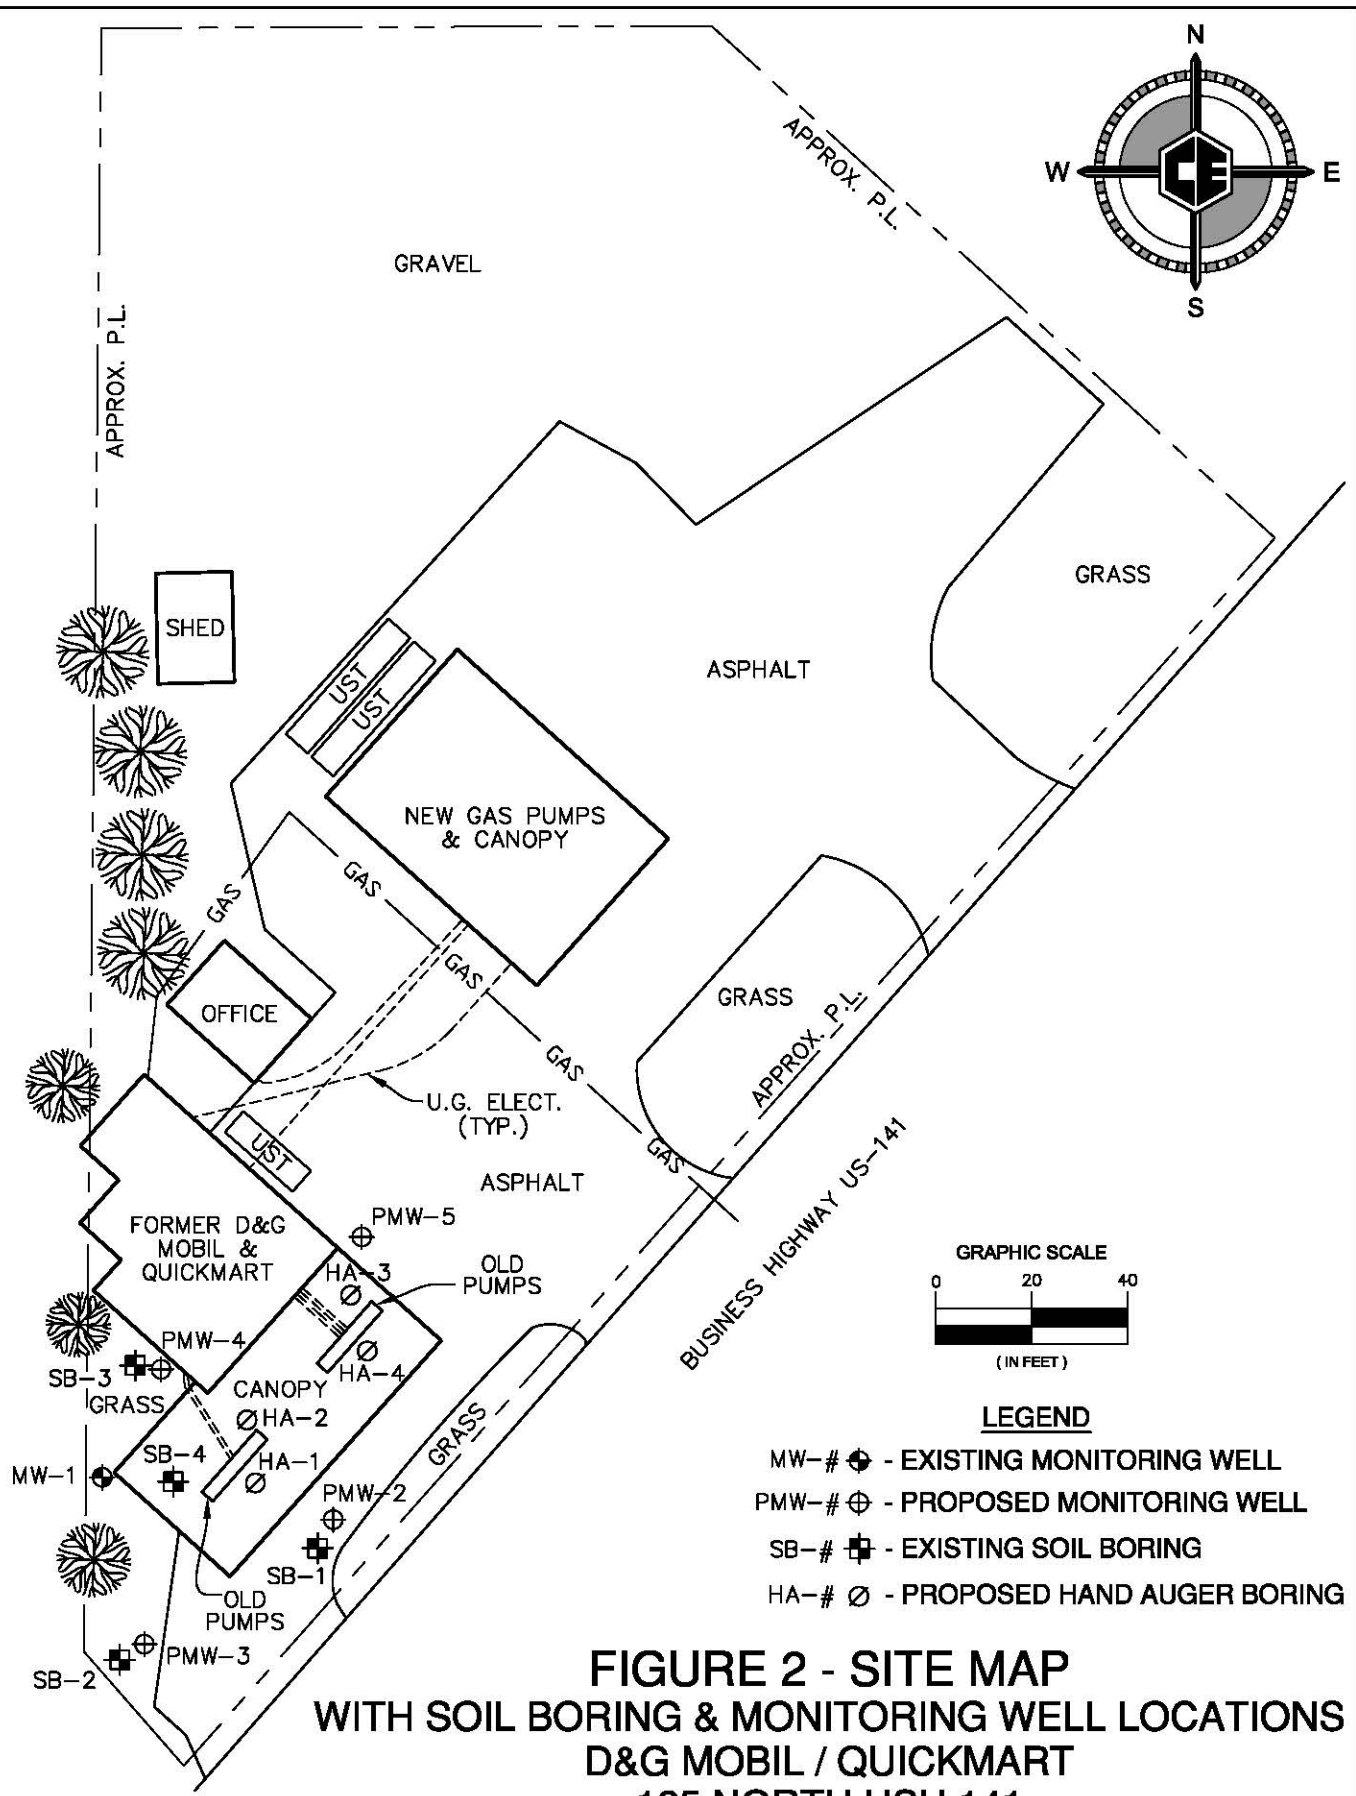 N
W
E
S
APPROX. P.L.
GRAVEL
APPROX. P.L.
GRASS
SHED
UST
UST
ASPHALT
NEW GAS PUMPS
& CANOPY
GAS
GAS
GAS
GAS
GAS
OFFICE
GRASS
APPROX. P.L.
U.G. ELECT.
(TYP.)
UST
ASPHALT
BUSINESS HIGHWAY US-141
FORMER D&G
MOBIL &
QUICKMART
PMW-5
HA-3
OLD
PUMPS
PMW-4
SB-3
HA-4
GRASS
CANOPY
HA-2
GRASS
SB-4
HA-1
MW-1
PMW-2
SB-1
OLD
PUMPS
PMW-3
SB-2
GRAPHIC SCALE
0 20 40
( IN FEET )
LEGEND
MW-# - EXISTING MONITORING WELL
PMW-# - PROPOSED MONITORING WELL
SB-# - EXISTING SOIL BORING
HA-# - PROPOSED HAND AUGER BORING
FIGURE 2 - SITE MAP
WITH SOIL BORING & MONITORING WELL LOCATIONS
D&G MOBIL / QUICKMART
NORTH 141